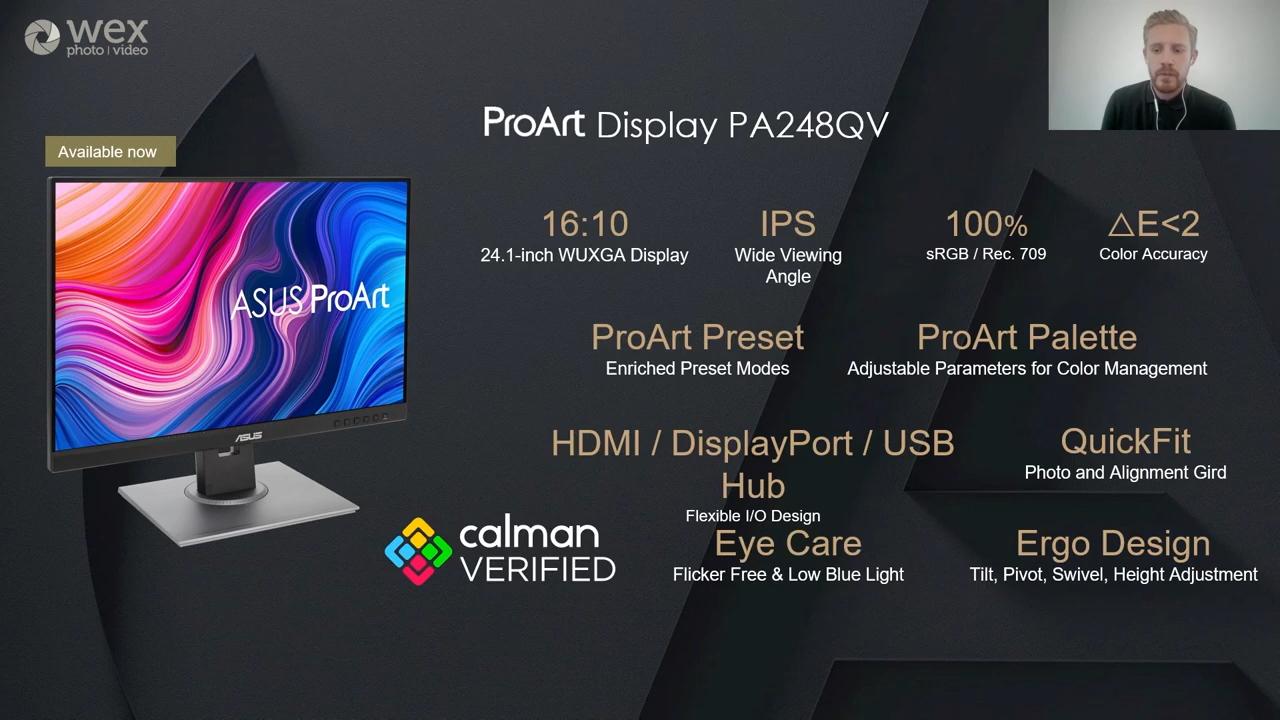 wex
photo | video
ProArt Display PA248QV
Available now
16:10
24.1-inch WUXGA Display
IPS
Wide Viewing
Angle
100%
sRGB / Rec. 709
△E<2
Color Accuracy
ASUS ProArt
ASUS
ProArt Preset
Enriched Preset Modes
ProArt Palette
Adjustable Parameters for Color Management
HDMI / DisplayPort / USB
Hub
Flexible I/O Design
QuickFit
Photo and Alignment Gird
calman
VERIFIED
Eye Care
Flicker Free & Low Blue Light
Ergo Design
Tilt, Pivot, Swivel, Height Adjustment